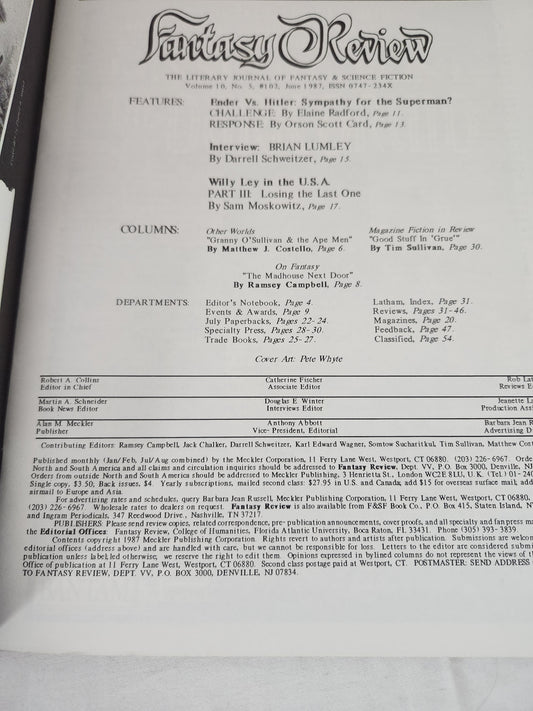 Fantasy Review
THE LITERARY JOURNAL OF FANTASY & SCIENCE FICTION
Volume 10, No. 5, #102, June 1987, ISSN 0747-234X
FEATURES: Ender Vs. Hitler: Sympathy for the Superman?
CHALLENGE: By Elaine Radford, Page 11.
RESPONSE: By Orson Scott Card, Page 13.
Interview: BRIAN LUMLEY
By Darrell Schweitzer, Page 15.
Willy Ley in the U.S.A.
PART III: Losing the Last One
By Sam Moskowitz, Page 17.
COLUMNS:
Other Worlds
"Granny O'Sullivan & the Ape Men"
By Matthew J. Costello, Page 6.
Magazine Fiction in Review
"Good Stuff In 'Grue'"
By Tim Sullivan, Page 30.
On Fantasy
"The Madhouse Next Door"
By Ramsey Campbell, Page 8.
DEPARTMENTS:
Editor's Notebook, Page 4.
Events & Awards, Page 9
July Paperbacks, Pages 22-24.
Specialty Press, Pages 28-30.
Trade Books, Pages 25-27.
Latham, Index, Page 31.
Reviews, Pages 31-46.
Magazines, Page 20.
Feedback, Page 47.
Classified, Page 54.
Cover Art: Pete Whyte
Robert A. Collins
Editor in Chief
Catherine Fischer
Associate Editor
Rob Lat
Reviews E
Martin A. Schneider
Book News Editor
Douglas E. Winter
Interviews Editor
Jeanette L
Production Assi
Alan M. Meckler
Publisher
Anthony Abbott
Vice-President, Editorial
Barbara Jean R
Advertising D
Contributing Editors: Ramsey Campbell, Jack Chalker, Darrell Schweitzer, Karl Edward Wagner, Somtow Sucharitkul, Tim Sullivan, Matthew Cost
Published monthly (Jan/Feb, Jul/Aug combined) by the Meckler Corporation, 11 Ferry Lane West, Westport, CT 06880. (203) 226-6967. Orde
North and South America and all claims and circulation inquiries should be addressed to Fantasy Review, Dept. VV, P.O. Box 3000, Denville, NJ
Orders from outside North and South America should be addressed to Meckler Publishing, 3 Henrietta St., London WC2E 8LU, U.K. (Tel.) 01-240
Single copy, $3.50; Back issues, $4. Yearly subscriptions, mailed second class: $27.95 in U.S. and Canada; add $15 for overseas surface mail; add
airmail to Europe and Asia.
For advertising rates and schedules, query Barbara Jean Russell, Meckler Publishing Corporation, 11 Ferry Lane West, Westport, CT 06880.
(203) 226-6967. Wholesale rates to dealers on request. Fantasy Review is also available from F&SF Book Co., P.O. Box 415, Staten Island, N
and Ingram Periodicals, 347 Reedwood Drive, Nashville, TN 37217.
PUBLISHERS: Please send review copies, related correspondence, pre-publication announcements, cover proofs, and all specialty and fan press ma
the Editorial Offices: Fantasy Review, College of Humanities, Florida Atlantic University, Boca Raton, FL 33431. Phone (305) 393-3839.
Contents copyright 1987 Meckler Publishing Corporation. Rights revert to authors and artists after publication. Submissions are welcom
editorial offices (address above) and are handled with care, but we cannot be responsible for loss. Letters to the editor are considered submi
publication unless labelled otherwise; we reserve the right to edit them. Opinions expressed in bylined columns do not represent the views of t
Office of publication at 11 Ferry Lane West, Westport, CT 06880. Second class postage paid at Westport, CT. POSTMASTER: SEND ADDRESS
TO FANTASY REVIEW, DEPT. VV, P.O. BOX 3000, DENVILLE, NJ 07834.